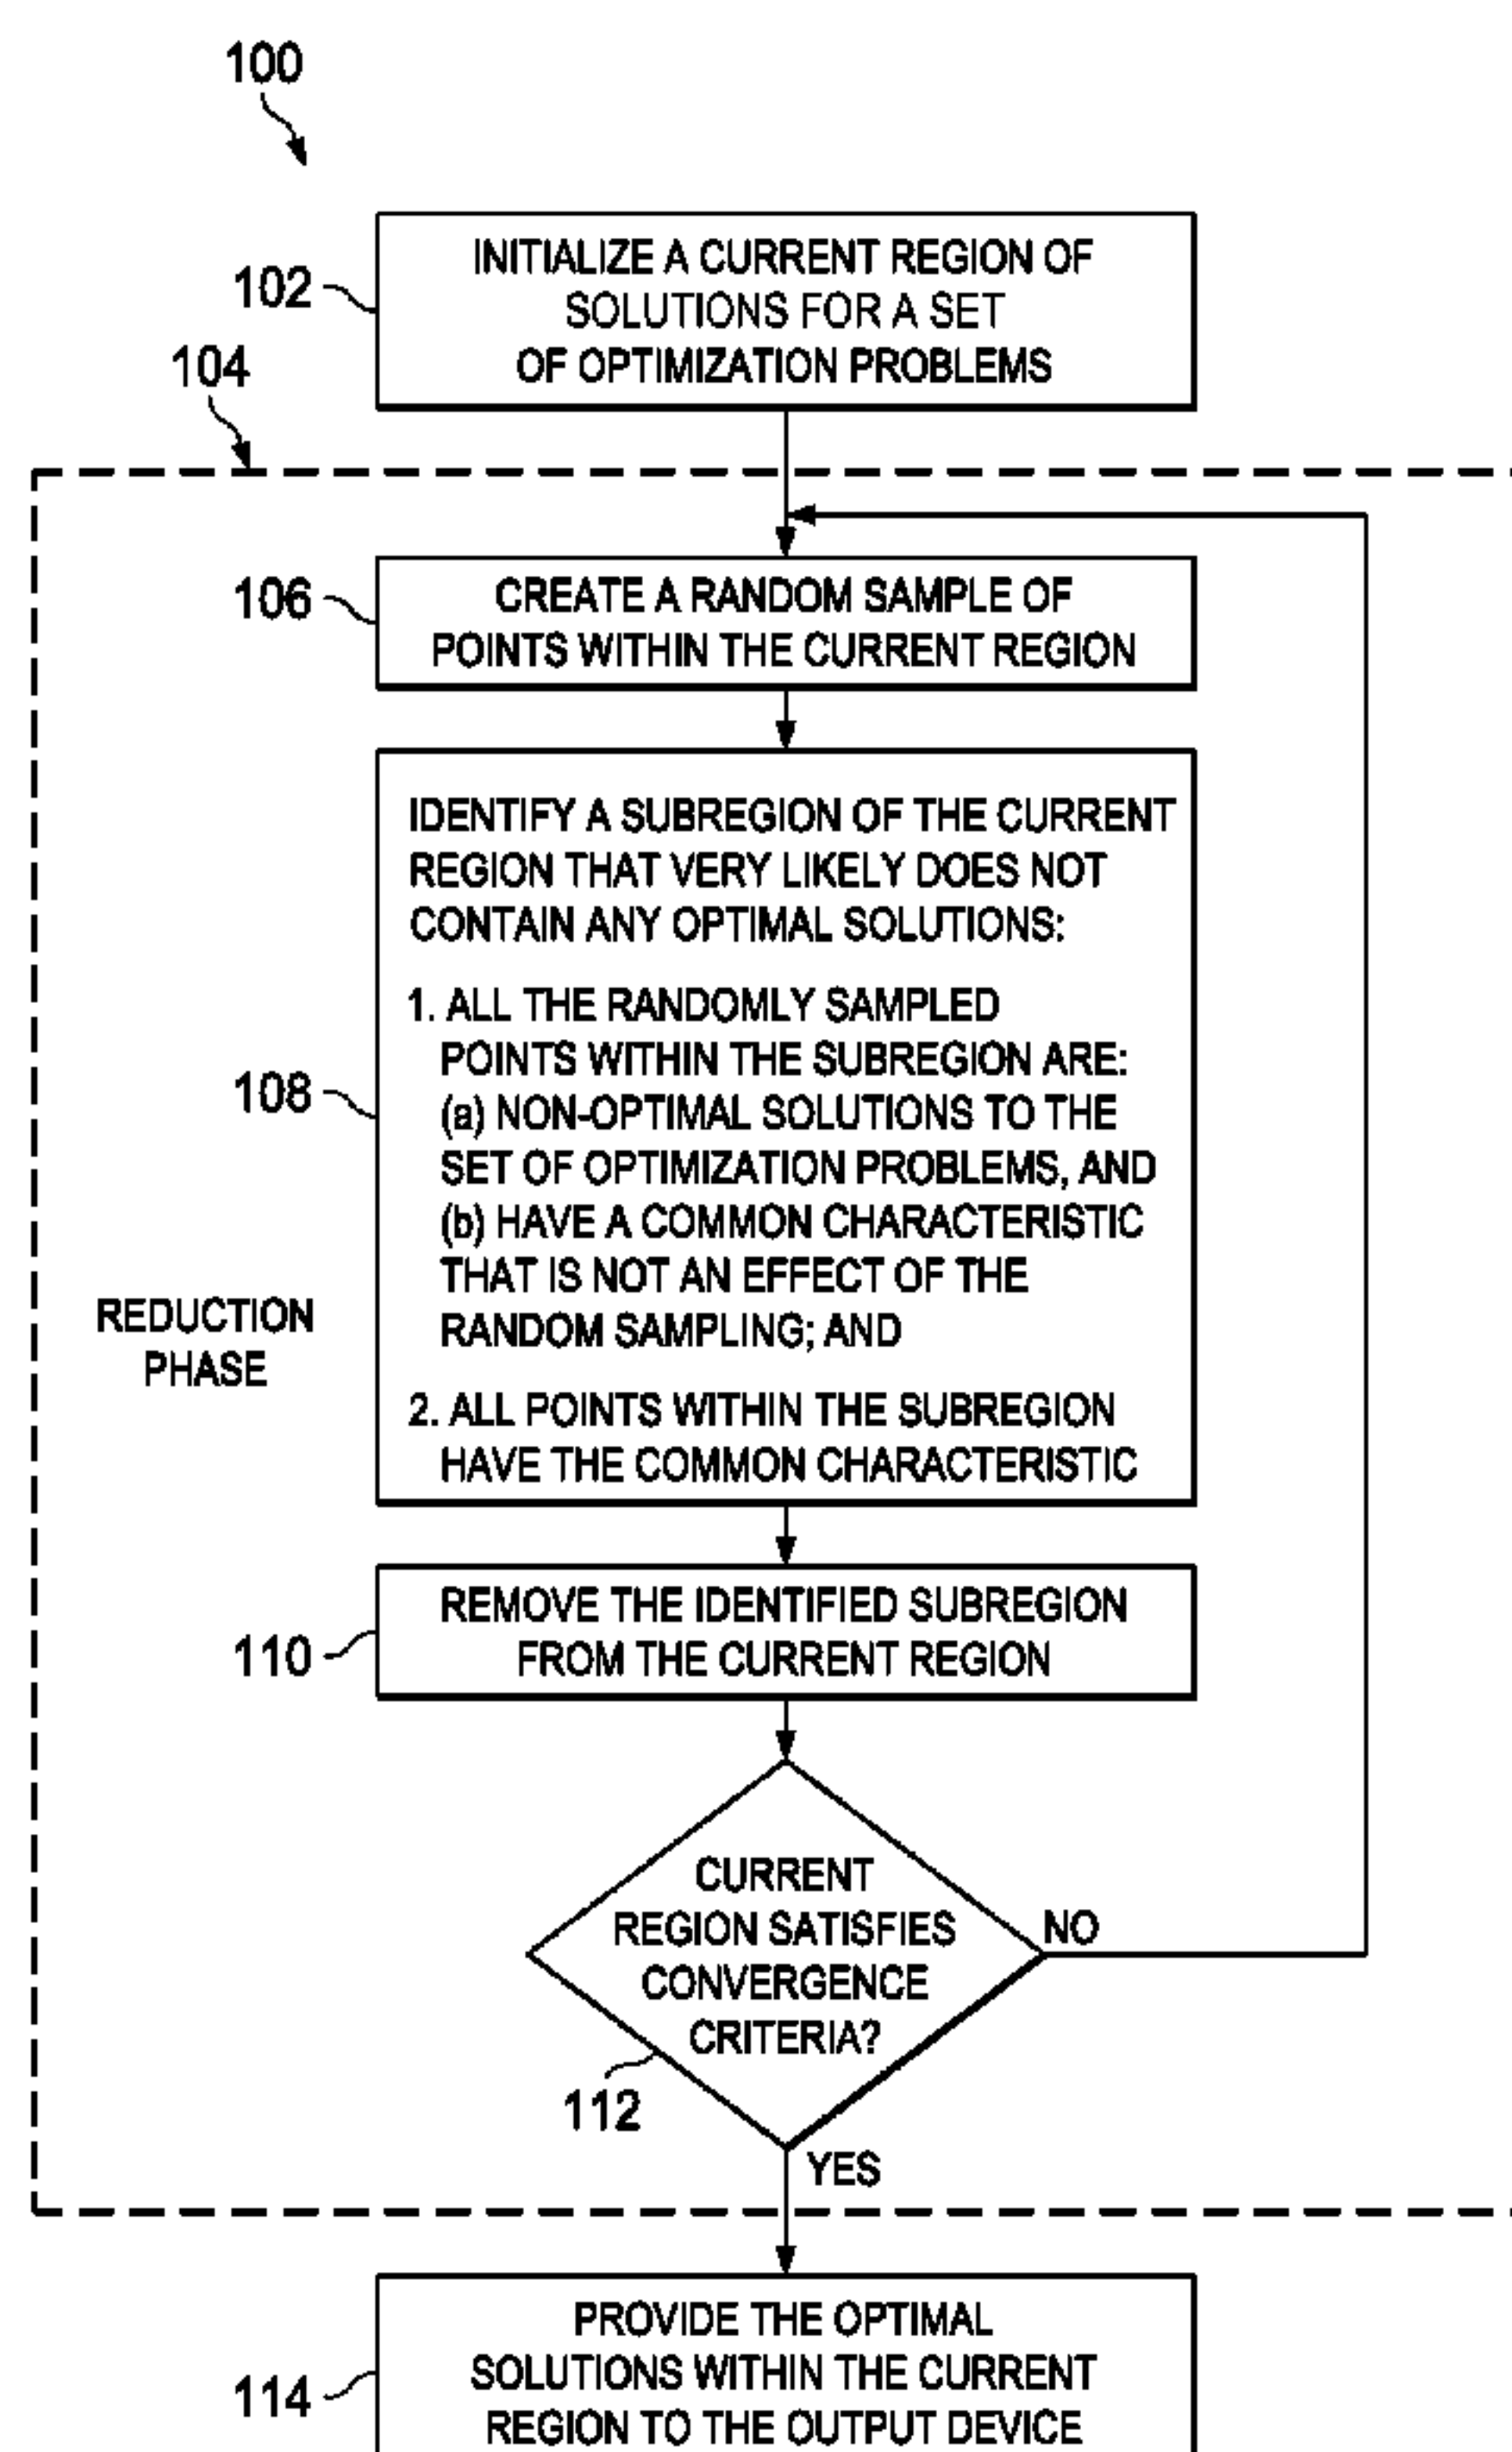 100
102
INITIALIZE A CURRENT REGION OF
SOLUTIONS FOR A SET
OF OPTIMIZATION PROBLEMS
104
106
CREATE A RANDOM SAMPLE OF
POINTS WITHIN THE CURRENT REGION
108
IDENTIFY A SUBREGION OF THE CURRENT
REGION THAT VERY LIKELY DOES NOT
CONTAIN ANY OPTIMAL SOLUTIONS:
1. ALL THE RANDOMLY SAMPLED
POINTS WITHIN THE SUBREGION ARE:
(a) NON-OPTIMAL SOLUTIONS TO THE
SET OF OPTIMIZATION PROBLEMS, AND
(b) HAVE A COMMON CHARACTERISTIC
THAT IS NOT AN EFFECT OF THE
RANDOM SAMPLING; AND
2. ALL POINTS WITHIN THE SUBREGION
HAVE THE COMMON CHARACTERISTIC
REDUCTION
PHASE
110
REMOVE THE IDENTIFIED SUBREGION
FROM THE CURRENT REGION
CURRENT
REGION SATISFIES
CONVERGENCE
CRITERIA?
NO
112
YES
114
PROVIDE THE OPTIMAL
SOLUTIONS WITHIN THE CURRENT
REGION TO THE OUTPUT DEVICE